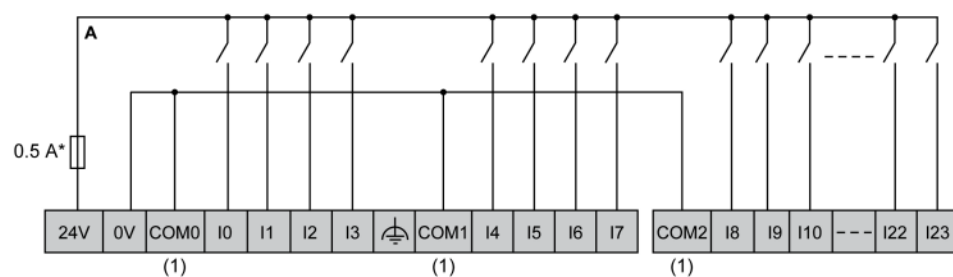 A
0.5 A*
24V 0V COM0 I0 I1 I2 I3 COM1 I4 I5 I6 I7 COM2 I8 I9 I10 I22 I23
(1) (1) (1)